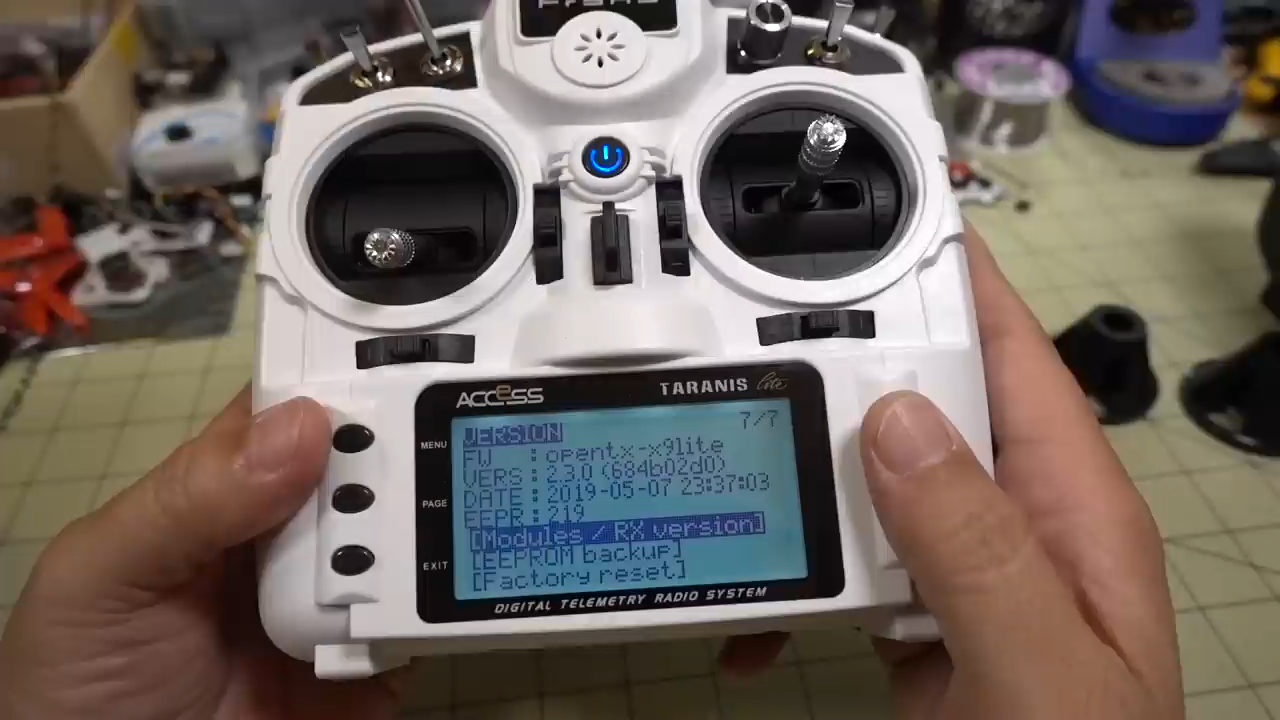 FrSKY
ACCESS
TARANIS lite
VERSION 7/7
MENU
FW : opentx-x9lite
VERS : 2.3.0 (684b02d0)
PAGE
DATE : 2019-05-07 23:37:03
EEPR : 219
[Modules / RX version]
EXIT
[EEPROM backup]
[Factory reset]
DIGITAL TELEMETRY RADIO SYSTEM